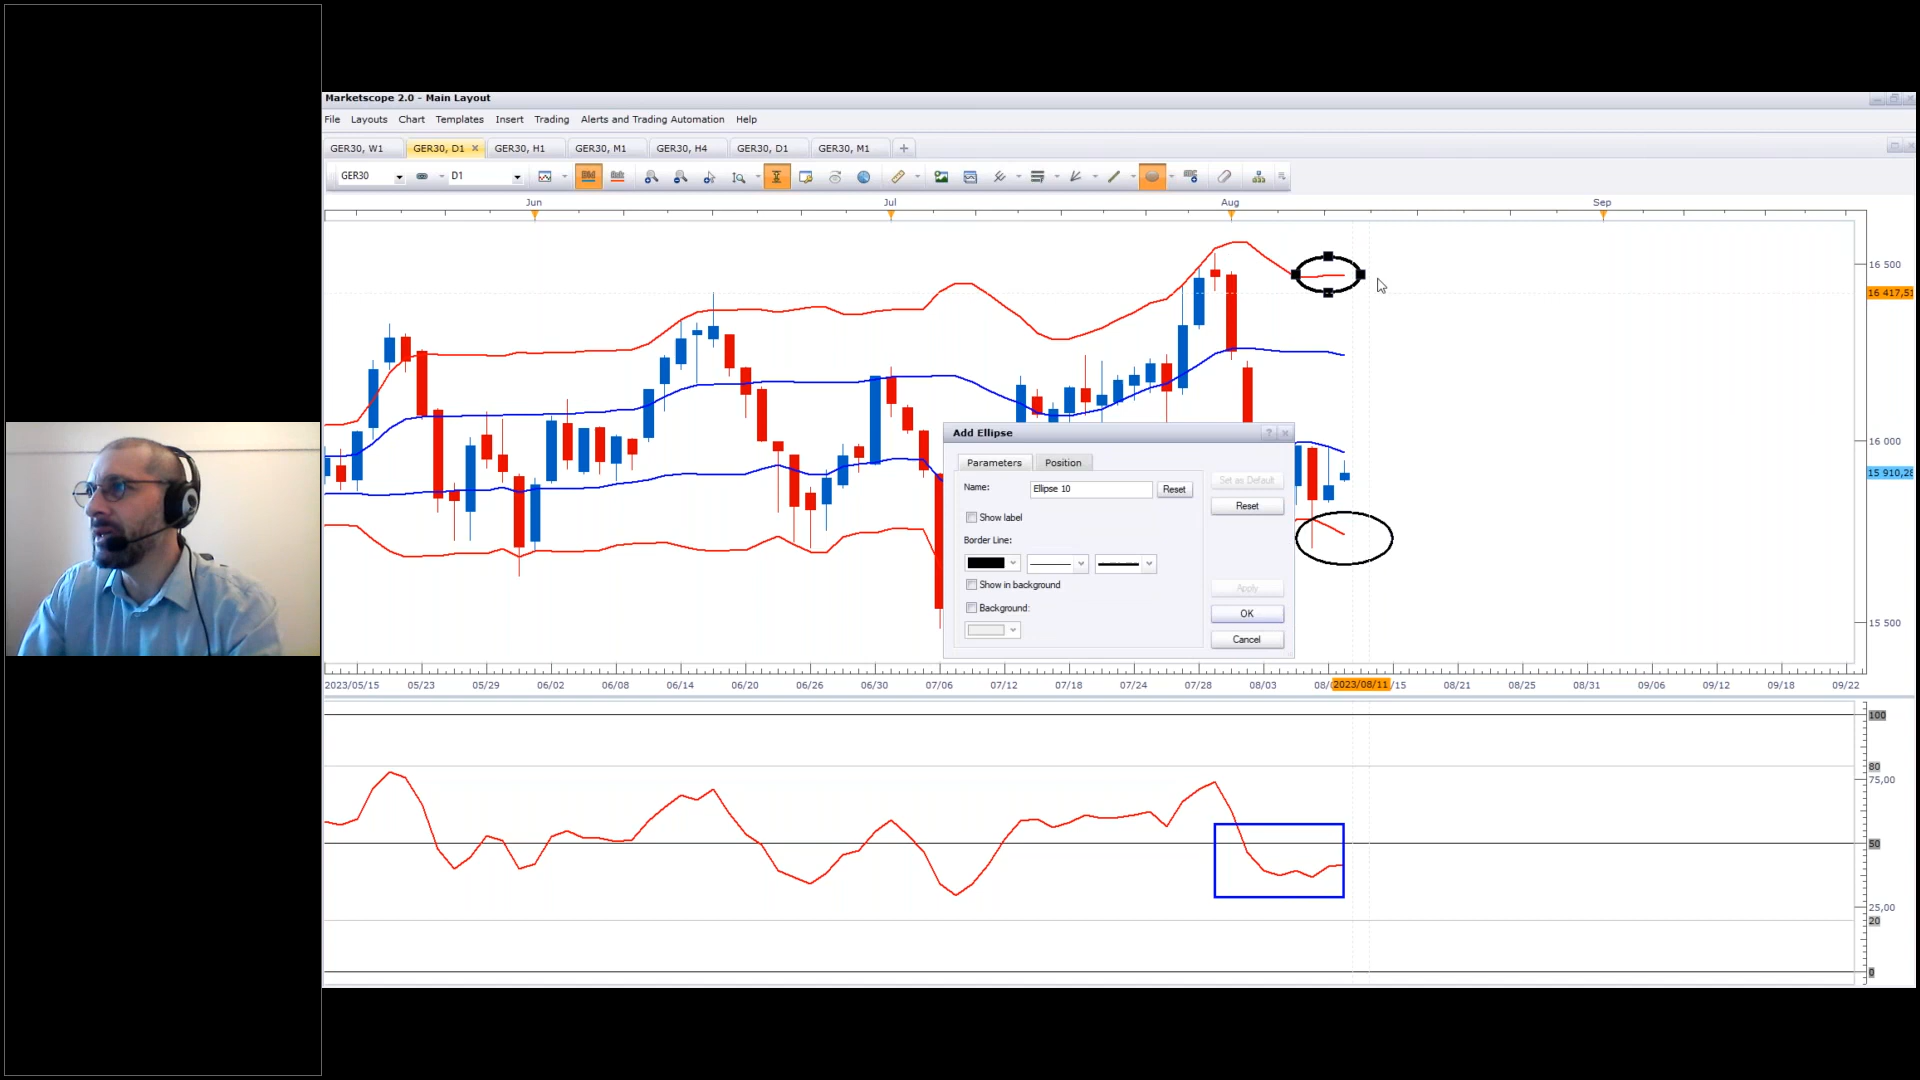 Marketscope 2.0 - Main Layout
File Layouts Chart Templates Insert Trading Alerts and Trading Automation Help
GER30, W1 GER30, D1 GER30, H1 GER30, M1 GER30, H4 GER30, D1 GER30, M1
GER30 D1
Jun Jul Aug Sep
16 500
16 417,51
16 000
15 910,28
15 500
Add Ellipse
Parameters Position
Name: Ellipse 10 Reset
Set as Default
Reset
Show label
Border Line:
Show in background
Background:
Apply
OK
Cancel
2023/05/15 05/23 05/29 06/02 06/08 06/14 06/20 06/26 06/30 07/06 07/12 07/18 07/24 07/28 08/03 2023/08/11 08/21 08/25 08/31 09/06 09/12 09/18 09/22
100
80
75,00
50
25,00
20
0